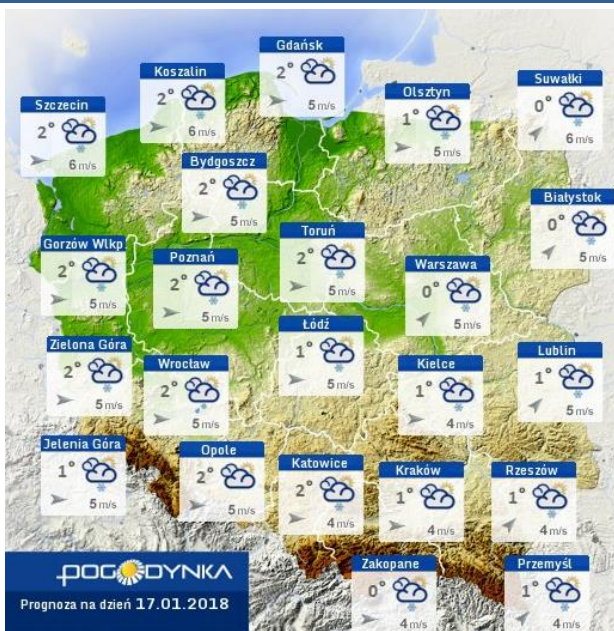 Gdańsk
2°
5 m/s
Koszalin
2°
6 m/s
Suwałki
0°
6 m/s
Olsztyn
1°
5 m/s
Szczecin
2°
6 m/s
Bydgoszcz
2°
5 m/s
Białystok
0°
5 m/s
Toruń
2°
5 m/s
Gorzów Wlkp
2°
5 m/s
Poznań
2°
5 m/s
Warszawa
0°
5 m/s
Łódź
1°
5 m/s
Zielona Góra
2°
5 m/s
Wrocław
2°
5 m/s
Kielce
1°
4 m/s
Lublin
1°
5 m/s
Jelenia Góra
1°
5 m/s
Opole
2°
5 m/s
Katowice
2°
4 m/s
Kraków
1°
4 m/s
Rzeszów
1°
4 m/s
Zakopane
0°
4 m/s
Przemyśl
1°
4 m/s
POGODYNKA
Prognoza na dzień 17.01.2018